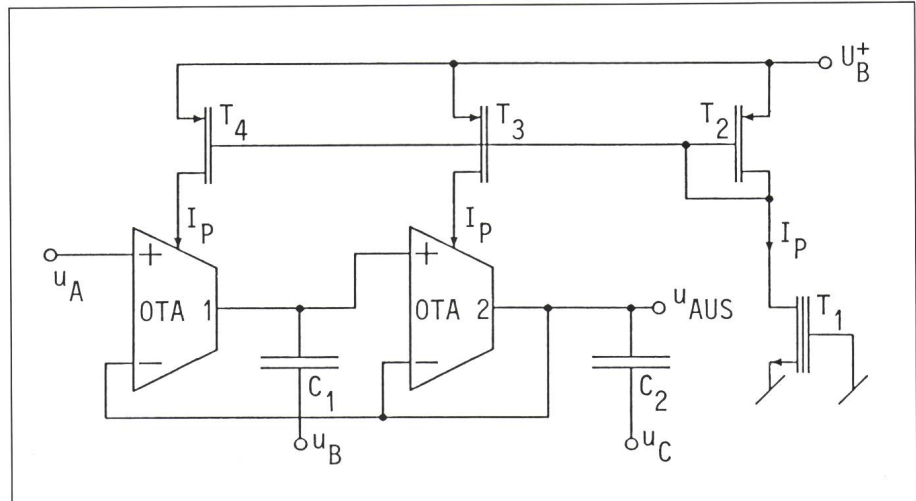 U_B^+
T_4
T_3
T_2
I_P
I_P
I_P
+
+
u_A
OTA 1
OTA 2
u_AUS
T_1
−
−
C_1
C_2
u_B
u_C